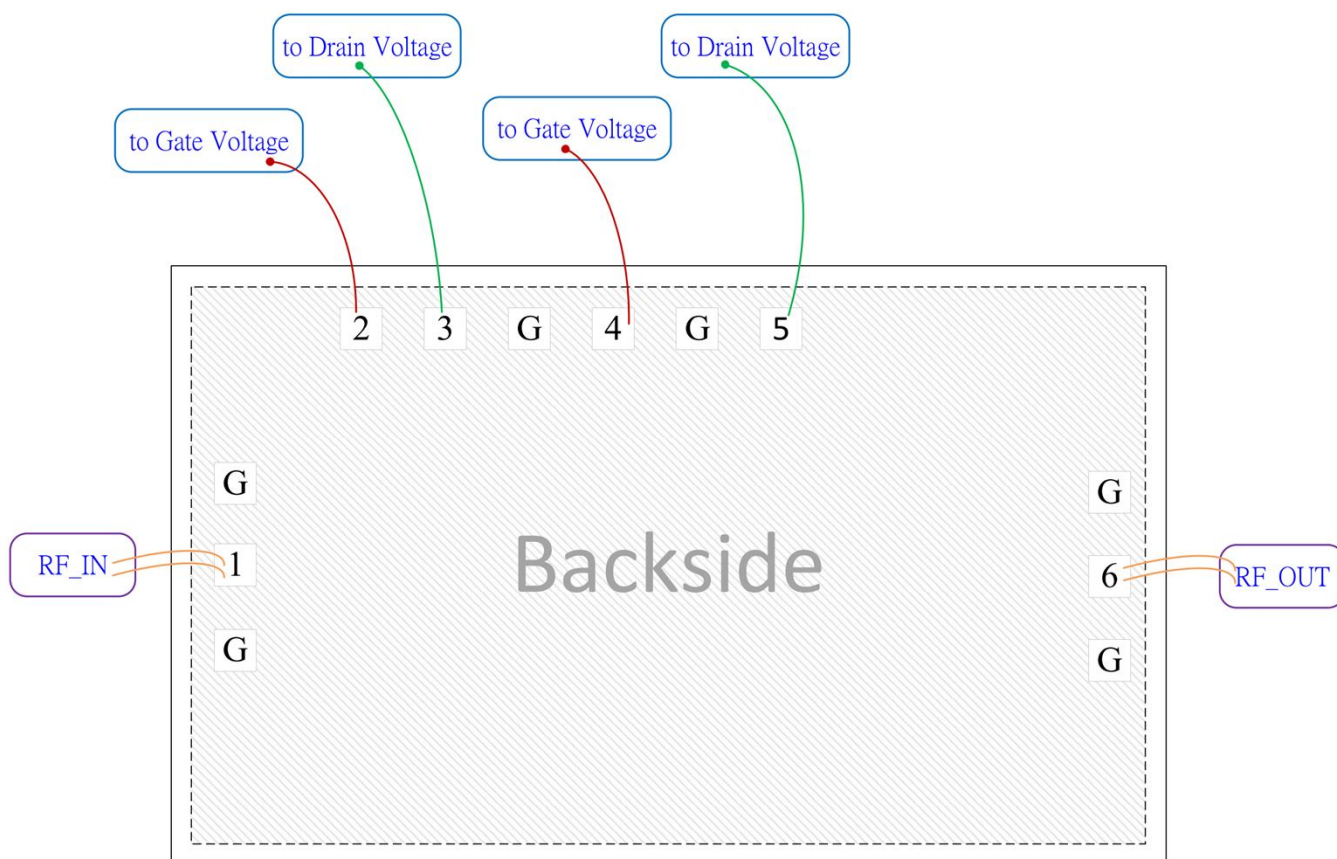 to Drain Voltage
to Drain Voltage
to Gate Voltage
to Gate Voltage
2 3 G 4 G 5
G
G
RF_IN
1
Backside
6
RF_OUT
G
G